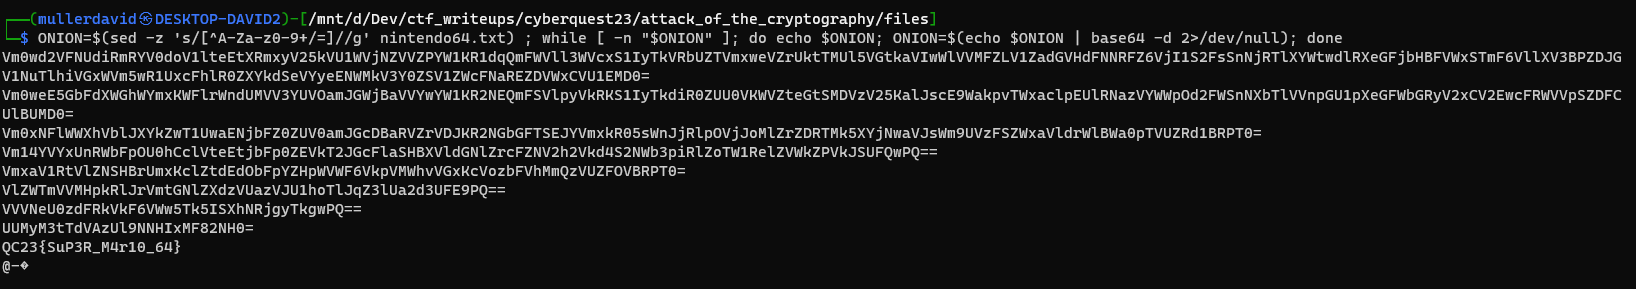 ┌──(mullerdavid㉿DESKTOP-DAVID2)-[/mnt/d/Dev/ctf_writeups/cyberquest23/attack_of_the_cryptography/files]
└─$ ONION=$(sed -z 's/[^A-Za-z0-9+/=]//g' nintendo64.txt) ; while [ -n "$ONION" ]; do echo $ONION; ONION=$(echo $ONION | base64 -d 2>/dev/null); done
Vm0wd2VFNUdiRmRYV0doV1lteEtXRmxyV25kVU1WVjNZVVZPYW1KR1dqQmFWVll3VWcxS1IyTkVRbUZTVmxweVZrUktTMUl5VGtkaVIwWlVVMFZLV1ZadGVHdFNNRFZ6VjI1S2FsSnNjRTlXYWtwdlRXeGFjbHBFVWxSTmF6VllXV3BPZDJG
V1NuTlhiVGxWVm5wR1UxcFhlR0ZXYkdSeVYyeENWMkV3Y0ZSV1ZWcFNaREZDVWxCVU1EMD0=
Vm0weE5GbFdXWGhWYmxKWFlrWndUMVV3YUVOamJGWjBaVVYwYW1KR2NEQmFSVlpyVkRKS1IyTkdiR0ZUU0VKWVZteGtSMDVzV25KalJscE9WakpvTWxaclpEUlRNazVYWWpOd2FWSnNXbTlVVnpGU1pXeGFWbGRyV2xCV2EwcFRWVVpSZDFC
UlBUMD0=
Vm0xNFlWWXhVblJXYkZwT1UwaENjbFZ0ZUV0amJGcDBaRVZrVDJKR2NGbGFTSEJYVmxkR05sWnJjRlpOVjJoMlZrZDRTMk5XYjNwaVJsWm9UVzFSZWxaVldrWlBWa0pTVUZRd1BRPT0=
Vm14YVYxUnRWbFpOU0hCclVteEtjbFp0ZEVkT2JGcFlaSHBXVldGNlZrcFZNV2h2Vkd4S2NWb3piRlZoTW1RelZVWkZPVkJSUFQwPQ==
VmxaV1RtVlZNSHBrUmxKclZtdEdObFpYZHpWVWF6VkpVMWhvVGxKcVozbFVhMmQzVUZFOVBRPT0=
VlZWTmVVMHpkRlJrVmtGNlZXdzVUazVJU1hoTlJqZ3lUa2d3UFE9PQ==
VVVNeU0zdFRkVkF6VWw5Tk5ISXhNRjgyTkgwPQ==
UUMyM3tTdVAzUl9NNHIxMF82NH0=
QC23{SuP3R_M4r10_64}
@-�